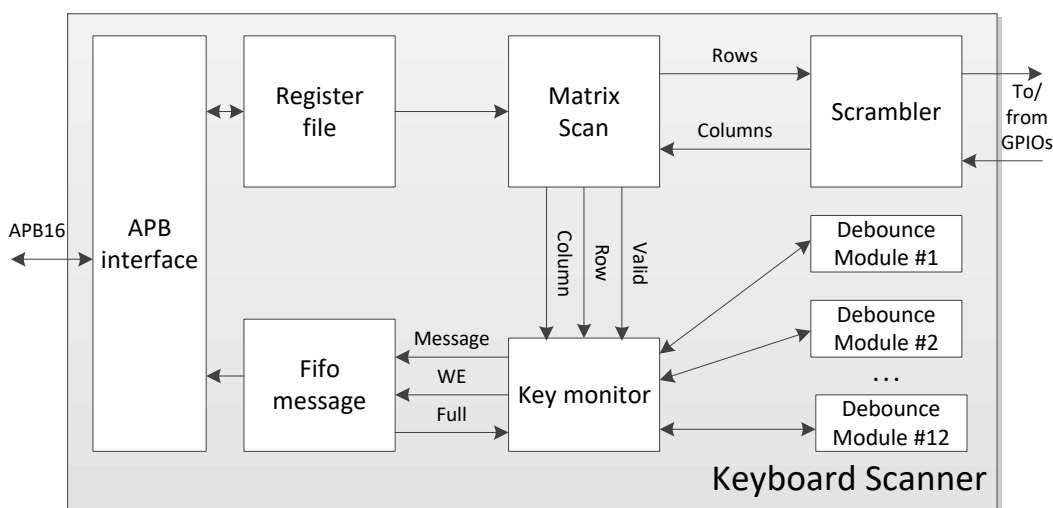 Register
file
Matrix
Scan
Rows
Columns
Scrambler
To/
from
GPIOs
APB16
APB
interface
Column
Row
Valid
Debounce
Module #1
Debounce
Module #2
...
Debounce
Module #12
Fifo
message
Message
WE
Full
Key monitor
Keyboard Scanner